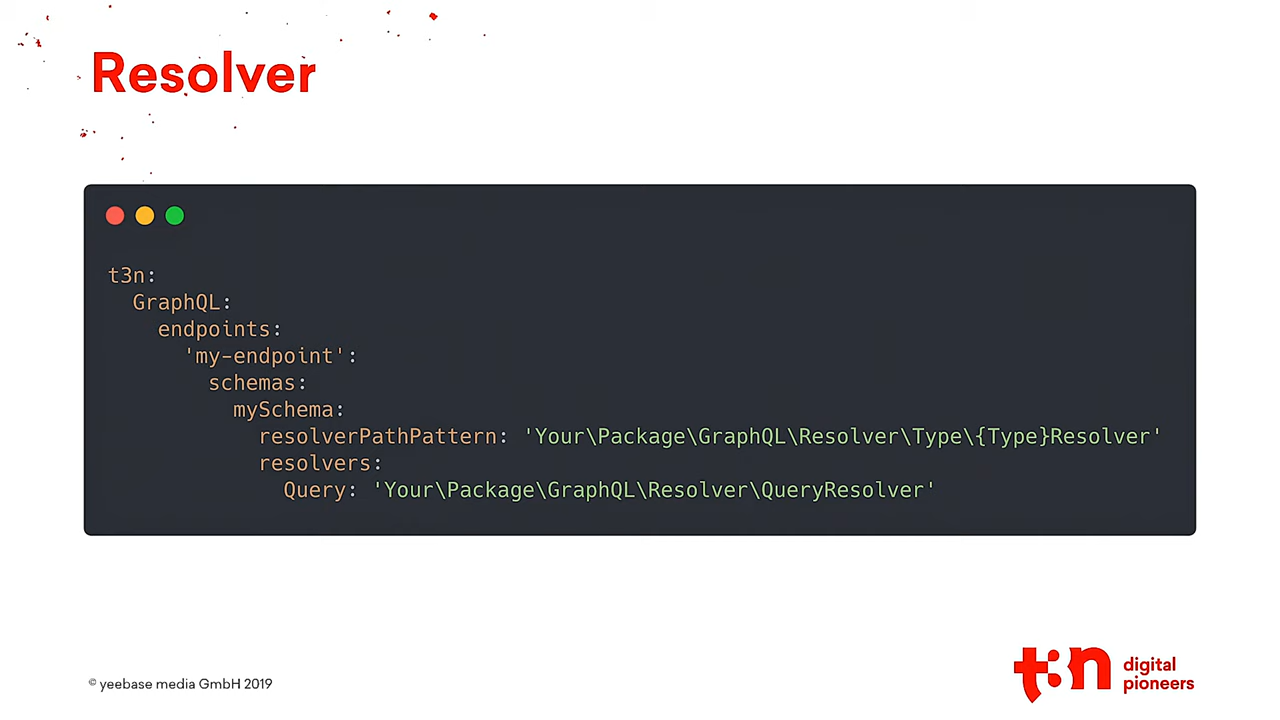 Resolver
t3n:
  GraphQL:
    endpoints:
      'my-endpoint':
        schemas:
          mySchema:
            resolverPathPattern: 'Your\Package\GraphQL\Resolver\Type\{Type}Resolver'
            resolvers:
              Query: 'Your\Package\GraphQL\Resolver\QueryResolver'
© yeebase media GmbH 2019
t3n
digital
pioneers